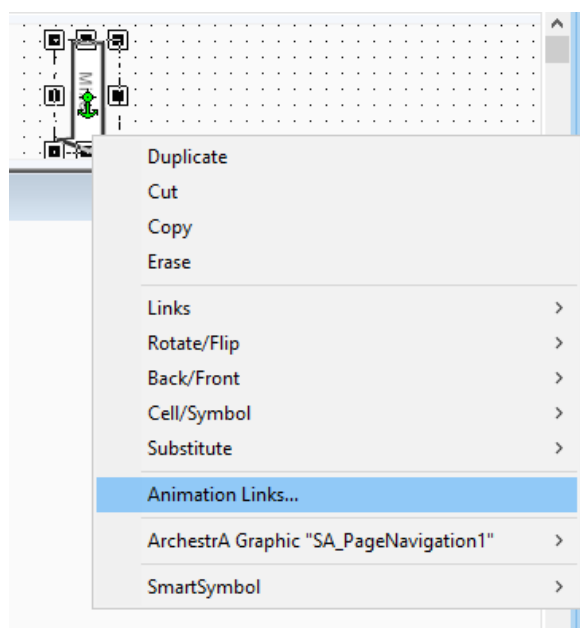 Duplicate
Cut
Copy
Erase
Links
Rotate/Flip
Back/Front
Cell/Symbol
Substitute
Animation Links...
ArchestrA Graphic "SA_PageNavigation1"
SmartSymbol